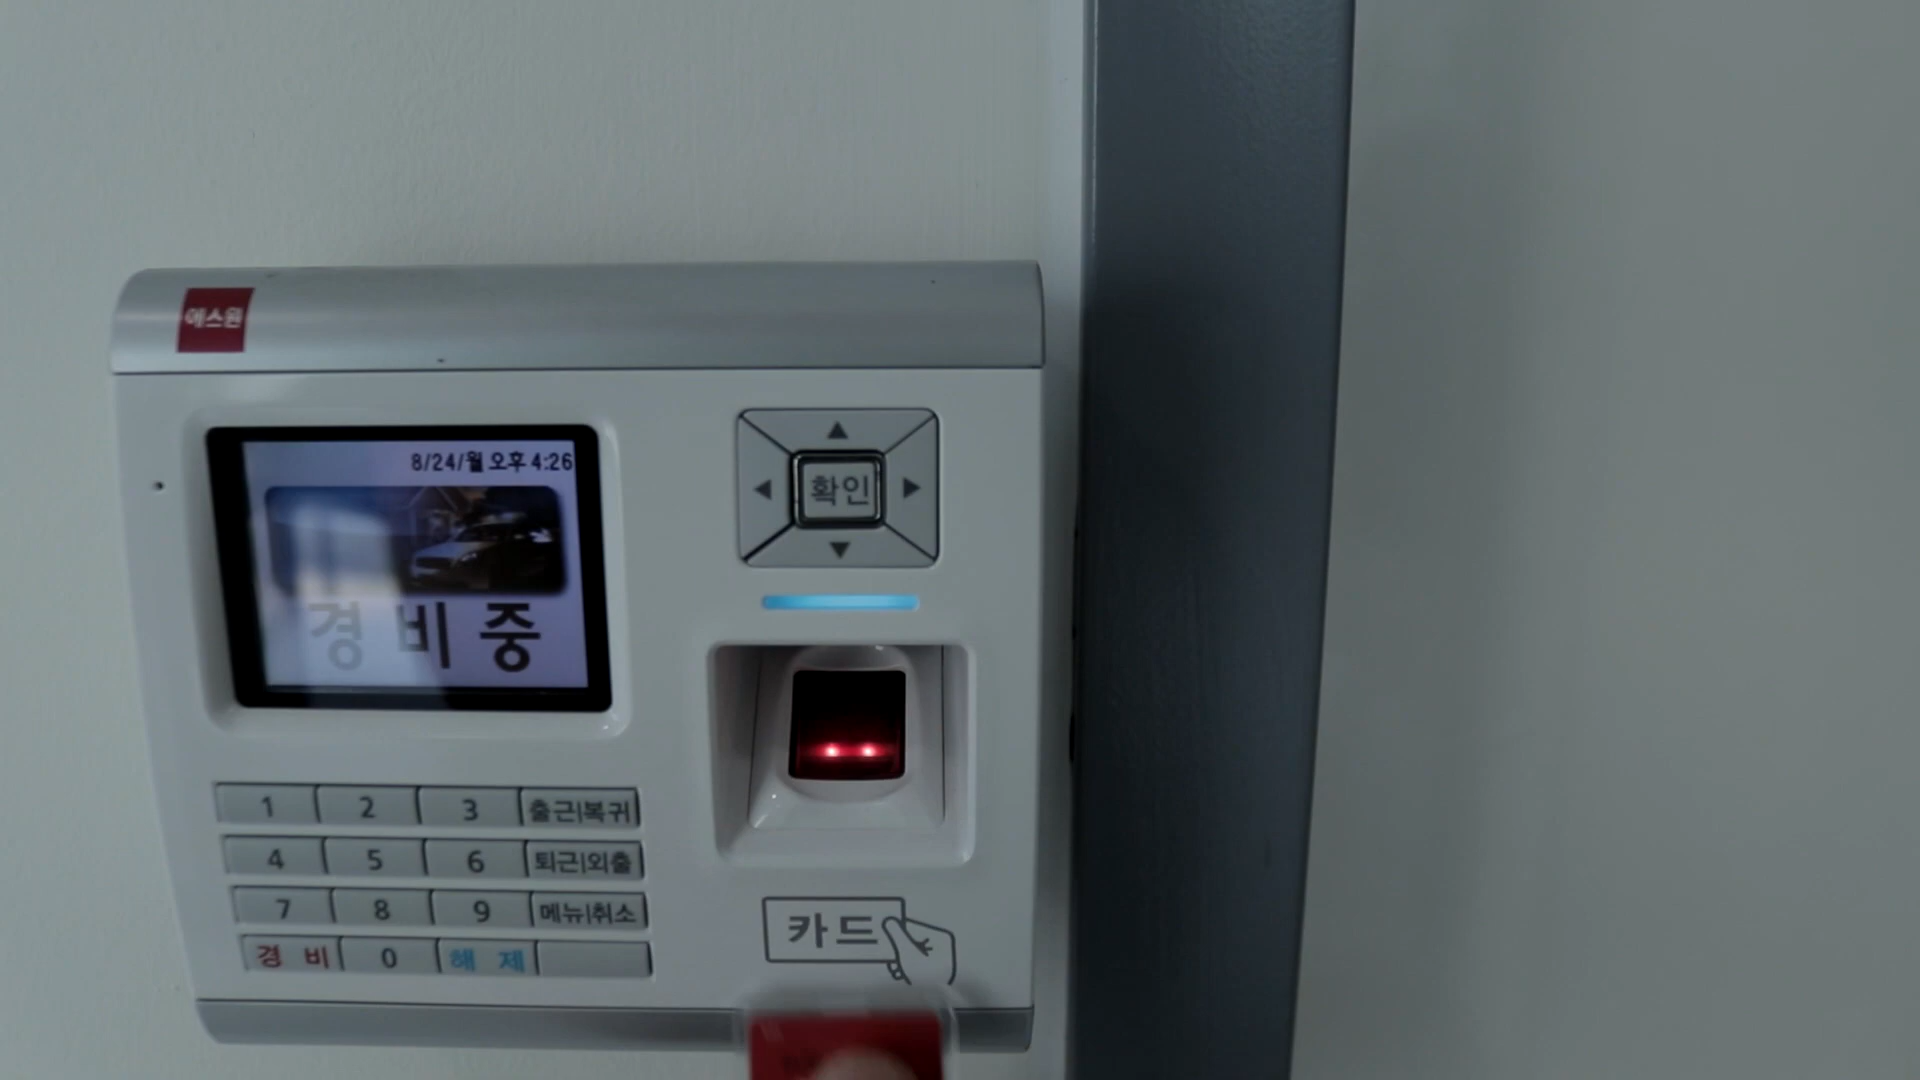 에스원
8/24/월 오후 4:26
경 비 중
확인
1 2 3 출근|복귀
4 5 6 퇴근|외출
7 8 9 메뉴|취소
경 비 0 해 제
카드